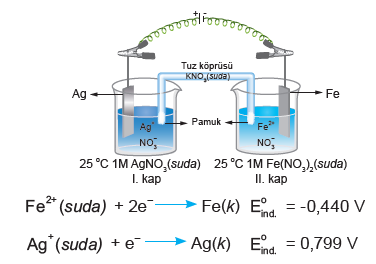 + -
Tuz köprüsü
KNO₃(suda)
Ag
Fe
Ag⁺
Pamuk
Fe²⁺
NO₃⁻
NO₃⁻
25 °C 1M AgNO₃(suda)
25 °C 1M Fe(NO₃)₂(suda)
I. kap
II. kap
Fe²⁺(suda) + 2e⁻ → Fe(k) E°ind. = -0,440 V
Ag⁺(suda) + e⁻ → Ag(k) E°ind. = 0,799 V